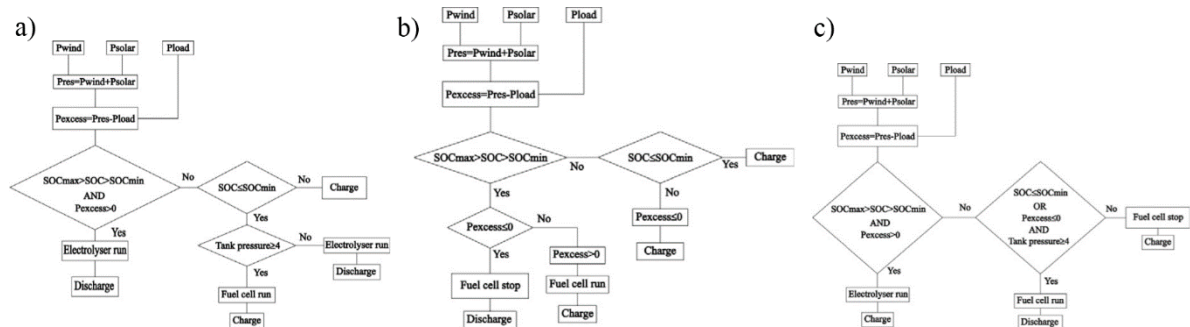 a)
Pwind
Psolar
Pload
Pres=Pwind+Psolar
Pexcess=Pres-Pload
SOCmax>SOC>SOCmin
AND
Pexcess>0
No
SOC≤SOCmin
No
Charge
Yes
Yes
Electrolyser run
Discharge
Tank pressure≥4
No
Electrolyser run
Discharge
Yes
Fuel cell run
Charge
b)
Pwind
Psolar
Pload
Pres=Pwind+Psolar
Pexcess=Pres-Pload
SOCmax>SOC>SOCmin
No
SOC≤SOCmin
Yes
Charge
Yes
No
Pexcess≤0
Charge
Pexcess≤0
No
Pexcess>0
Yes
Fuel cell stop
Fuel cell run
Discharge
Charge
c)
Pwind
Psolar
Pload
Pres=Pwind+Psolar
Pexcess=Pres-Pload
SOCmax>SOC>SOCmin
AND
Pexcess>0
No
SOC≤SOCmin
OR
Pexcess≤0
AND
Tank pressure≥4
No
Fuel cell stop
Charge
Yes
Electrolyser run
Charge
Yes
Fuel cell run
Discharge